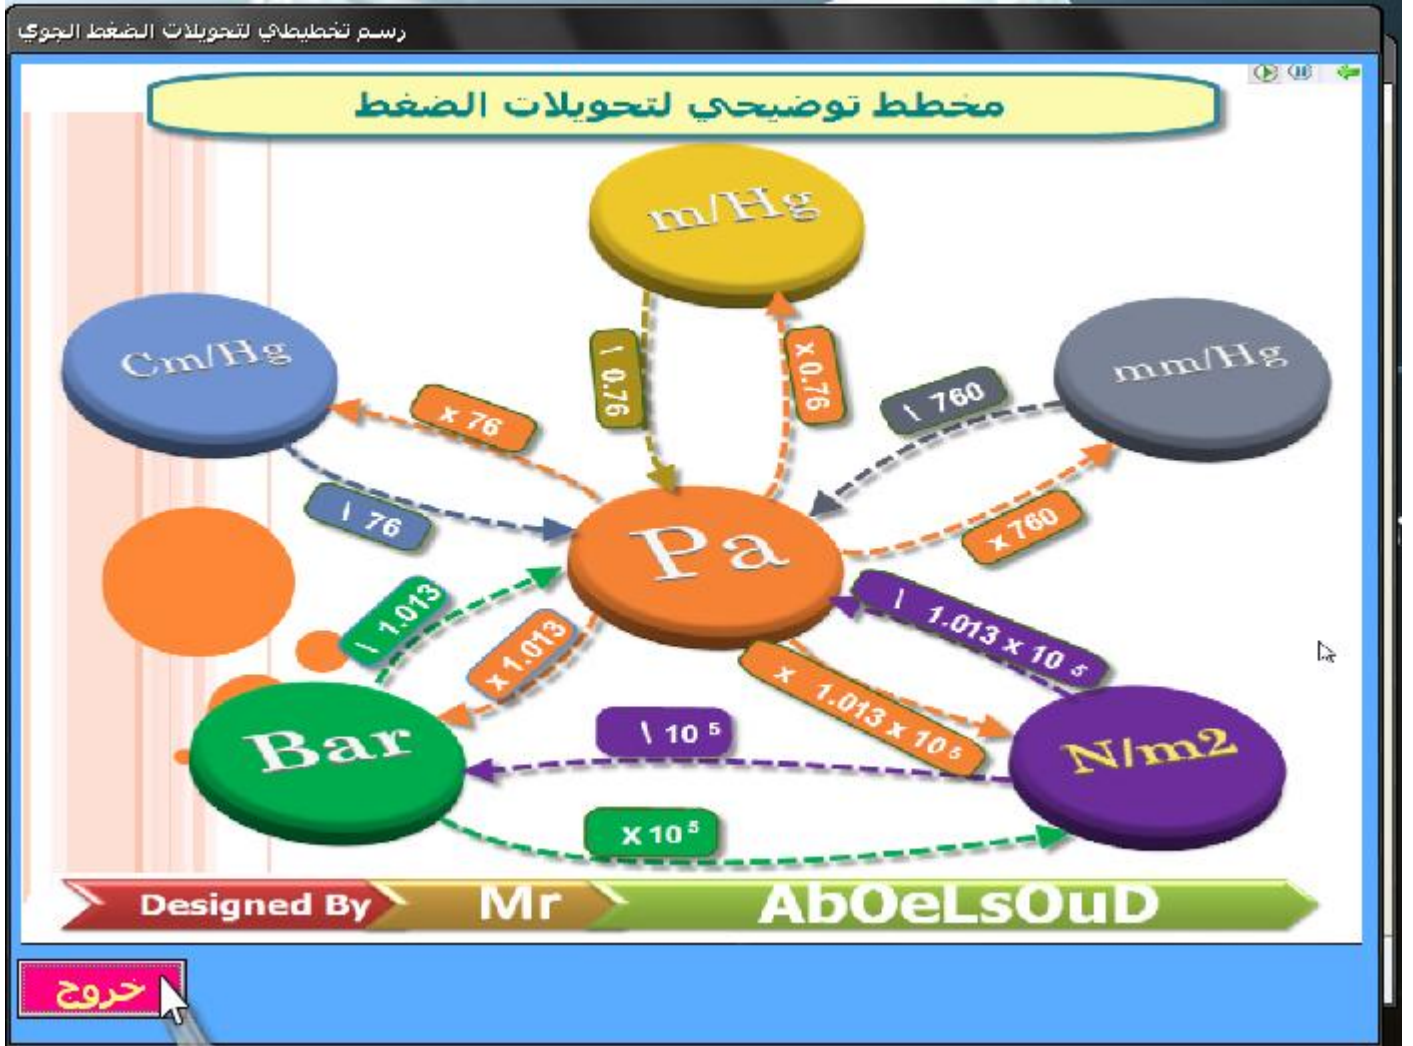 رسم تخطيطي لتحويلات الضغط الجوي
مخطط توضيحي لتحويلات الضغط
m/Hg
Cm/Hg
mm/Hg
\ 0.76
x 0.76
\ 760
x 76
\ 76
x 760
Pa
\ 1.013
x 1.013
\ 1.013 x 10 5
x 1.013 x 10 5
Bar
\ 10 5
N/m2
X 10 5
Designed By Mr AbOeLsOuD
خروج